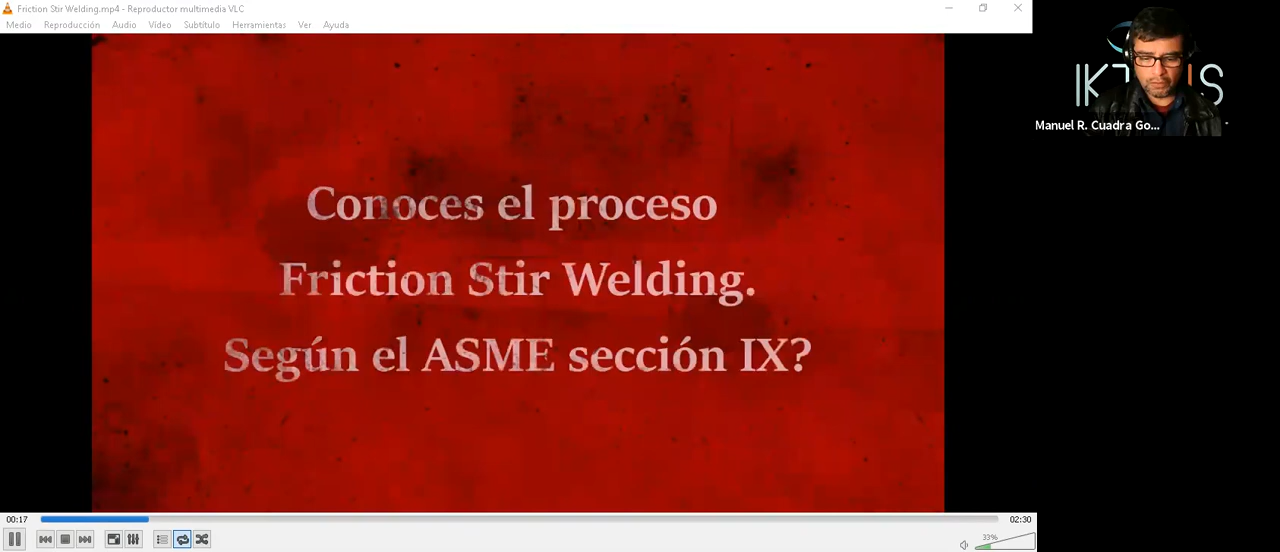 Friction Stir Welding.mp4 - Reproductor multimedia VLC
Medio Reproducción Audio Vídeo Subtítulo Herramientas Ver Ayuda
Conoces el proceso
Friction Stir Welding.
Según el ASME sección IX?
Manuel R. Cuadra Go...
00:17
02:30
33%